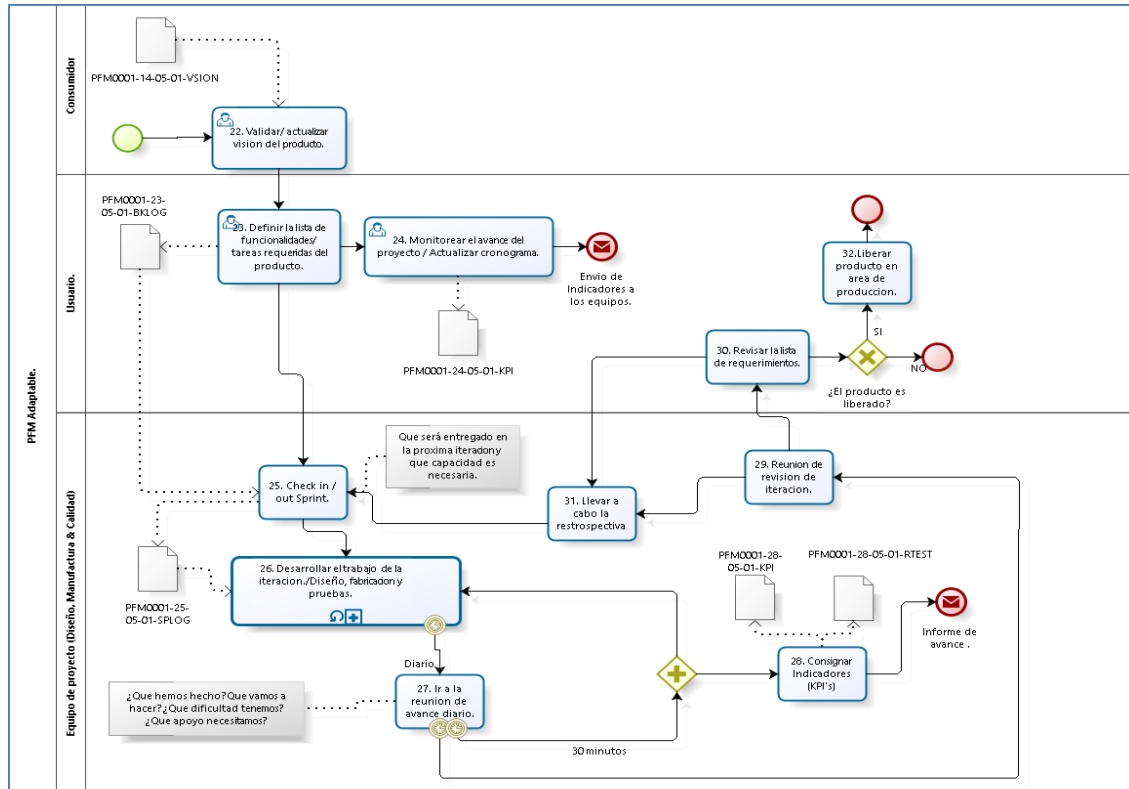 PFM Adaptable.
Consumidor
PFM0001-14-05-01-VSION
22. Validar/ actualizar
vision del producto.
Usuario.
PFM0001-23-
05-01-BKLOG
23. Definir la lista de
funcionalidades/
tareas requeridas del
producto.
24. Monitorear el avance del
proyecto / Actualizar cronograma.
Envio de
Indicadores a
los equipos.
PFM0001-24-05-01-KPI
32.Liberar
producto en
area de
produccion.
SI
30. Revisar la lista
de requerimientos.
NO
¿El producto es
liberado?
Equipo de proyecto (Diseño, Manufactura & Calidad)
Que será entregado en
la proxima iteracion y
que capacidad es
necesaria.
25. Check in /
out Sprint.
31. Llevar a
cabo la
restrospectiva
29. Reunion de
revision de
iteracion.
PFM0001-25-
05-01-SPLOG
26. Desarrollar el trabajo de la
iteracion./Diseño, fabricacion y
pruebas.
PFM0001-28-
05-01-KPI
PFM0001-28-05-01-RTEST
Informe de
avance .
28. Consignar
Indicadores
(KPI's)
Diario
27. Ir a la
reunion de
avance diario.
¿Que hemos hecho?Que vamos a
hacer?¿Que dificultad tenemos?
¿Que apoyo necesitamos?
30 minutos